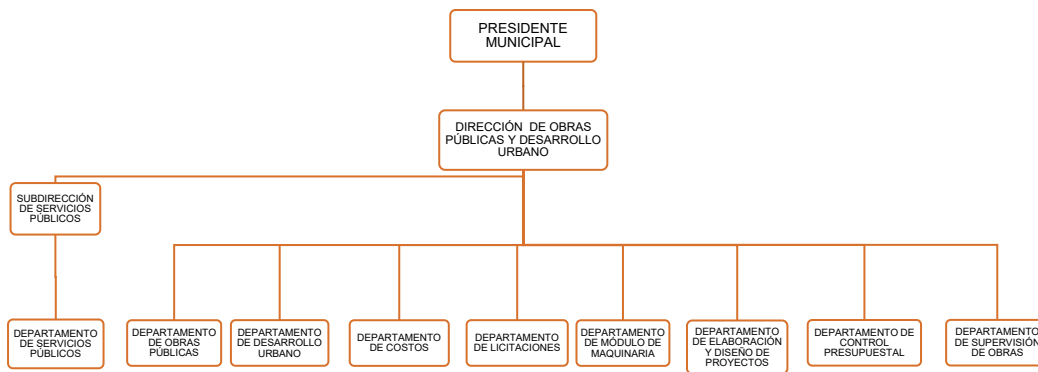 PRESIDENTE
MUNICIPAL
DIRECCIÓN DE OBRAS
PÚBLICAS Y DESARROLLO
URBANO
SUBDIRECCIÓN
DE SERVICIOS
PÚBLICOS
DEPARTAMENTO
DE SERVICIOS
PÚBLICOS
DEPARTAMENTO
DE OBRAS
PÚBLICAS
DEPARTAMENTO
DE DESARROLLO
URBANO
DEPARTAMENTO
DE COSTOS
DEPARTAMENTO
DE LICITACIONES
DEPARTAMENTO
DE MÓDULO DE
MAQUINARIA
DEPARTAMENTO
DE ELABORACIÓN
Y DISEÑO DE
PROYECTOS
DEPARTAMENTO DE
CONTROL
PRESUPUESTAL
DEPARTAMENTO
DE SUPERVISIÓN
DE OBRAS